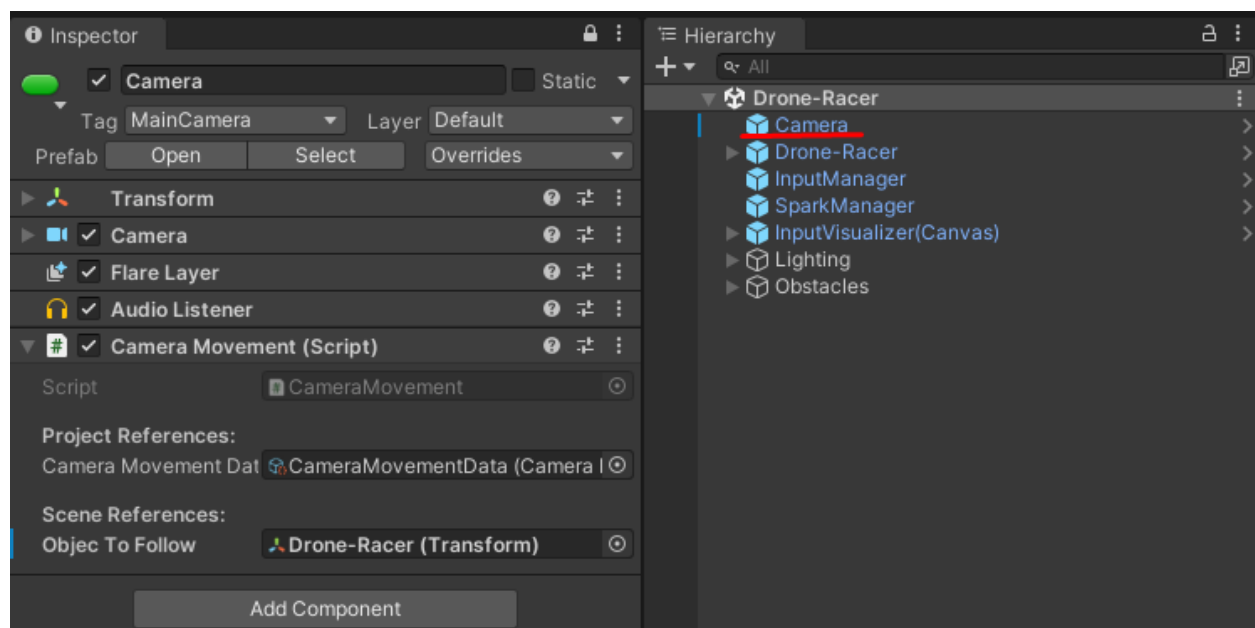 Inspector
Camera Static
Tag MainCamera Layer Default
Prefab Open Select Overrides
Transform
Camera
Flare Layer
Audio Listener
# Camera Movement (Script)
Script CameraMovement
Project References:
Camera Movement Dat CameraMovementData (Camera I
Scene References:
Objec To Follow Drone-Racer (Transform)
Add Component
Hierarchy
All
Drone-Racer
Camera
Drone-Racer
InputManager
SparkManager
InputVisualizer(Canvas)
Lighting
Obstacles